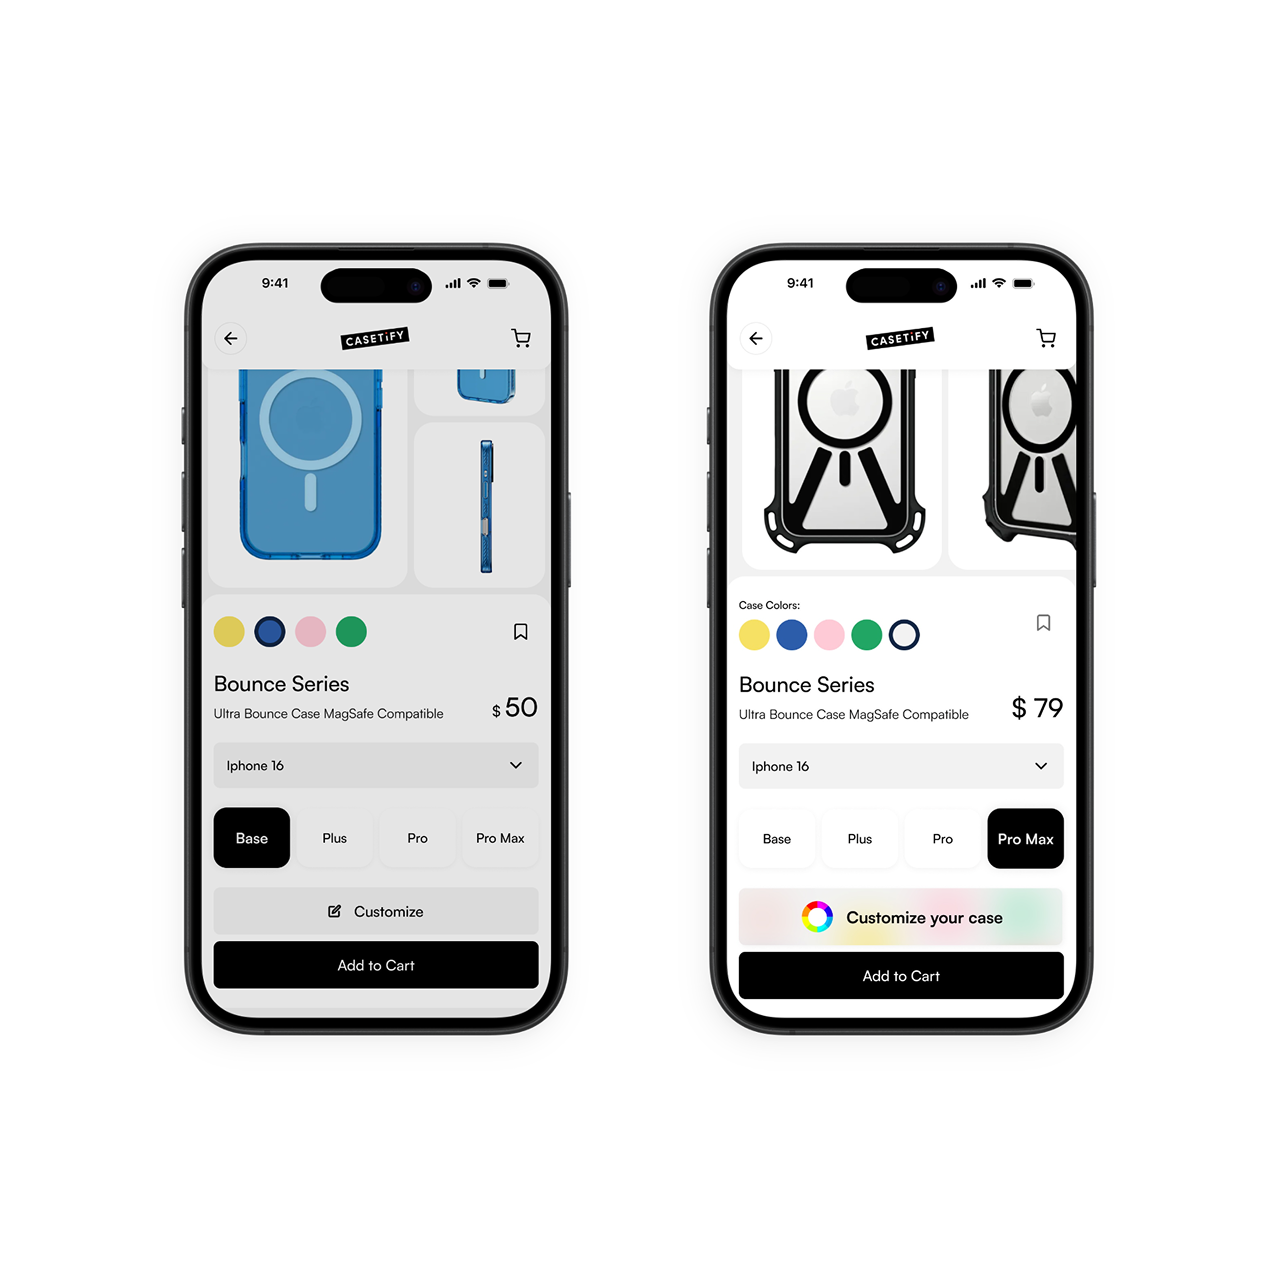 9:41
CASETiFY
Bounce Series
Ultra Bounce Case MagSafe Compatible
$ 50
Iphone 16
Base
Plus
Pro
Pro Max
Customize
Add to Cart
9:41
CASETiFY
Case Colors:
Bounce Series
Ultra Bounce Case MagSafe Compatible
$ 79
Iphone 16
Base
Plus
Pro
Pro Max
Customize your case
Add to Cart